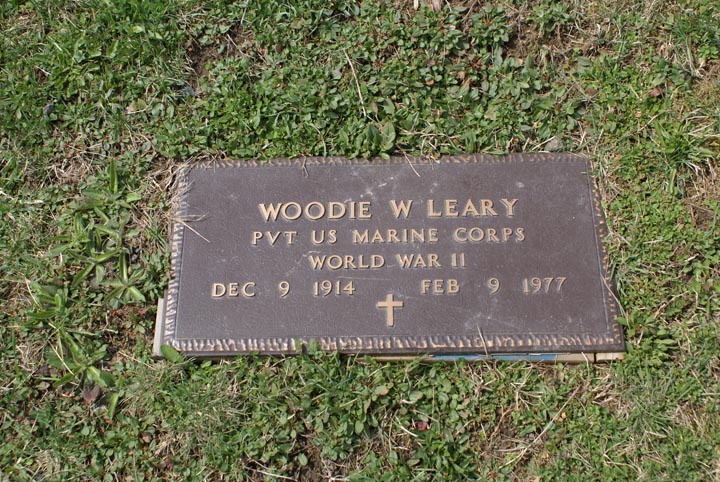 WOODIE W LEARY
PVT US MARINE CORPS
WORLD WAR II
DEC 9 1914 FEB 9 1977